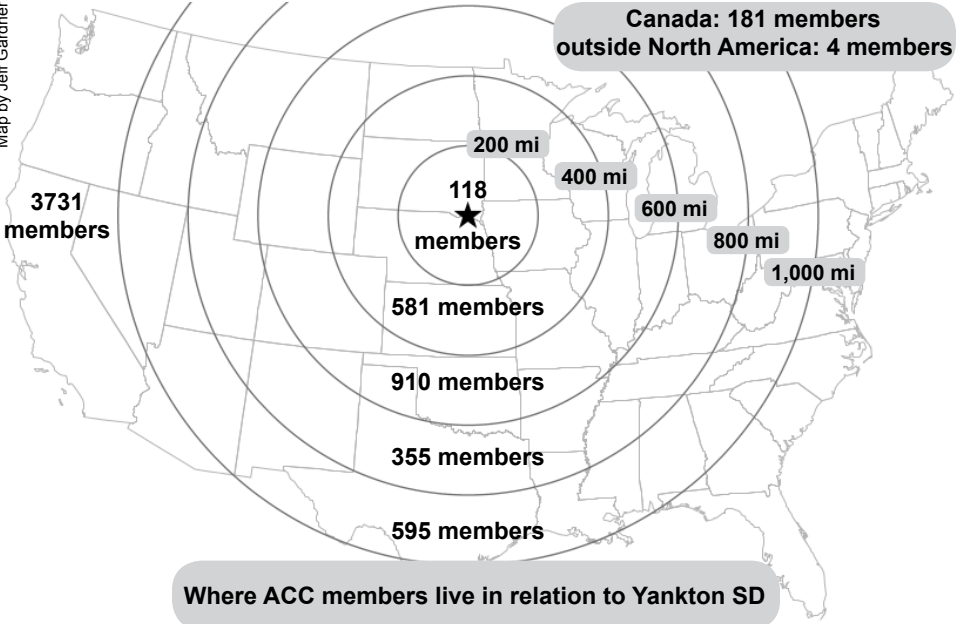 Map by Jeff Gardner
Canada: 181 members
outside North America: 4 members
200 mi
400 mi
600 mi
800 mi
1,000 mi
118
members
3731
members
581 members
910 members
355 members
595 members
Where ACC members live in relation to Yankton SD